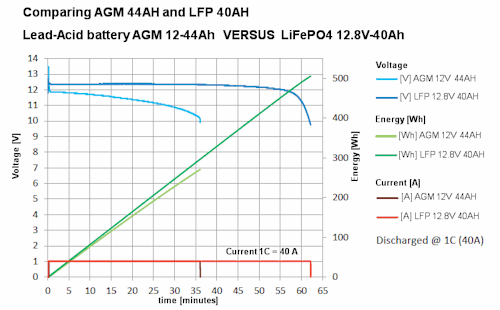 Comparing AGM 44AH and LFP 40AH
Lead-Acid battery AGM 12-44Ah VERSUS LiFePO4 12.8V-40Ah
Voltage [V]
14
13
12
11
10
9
8
7
6
5
4
3
2
1
0
0 5 10 15 20 25 30 35 40 45 50 55 60 65
time [minutes]
Current 1C = 40 A
500
400
300
200
100
0
Energy [Wh]
Voltage
[V] AGM 12V 44AH
[V] LFP 12.8V 40AH
Energy [Wh]
[Wh] AGM 12V 44AH
[Wh] LFP 12.8V 40AH
Current [A]
[A] AGM 12V 44AH
[A] LFP 12.8V 40AH
Discharged @ 1C (40A)